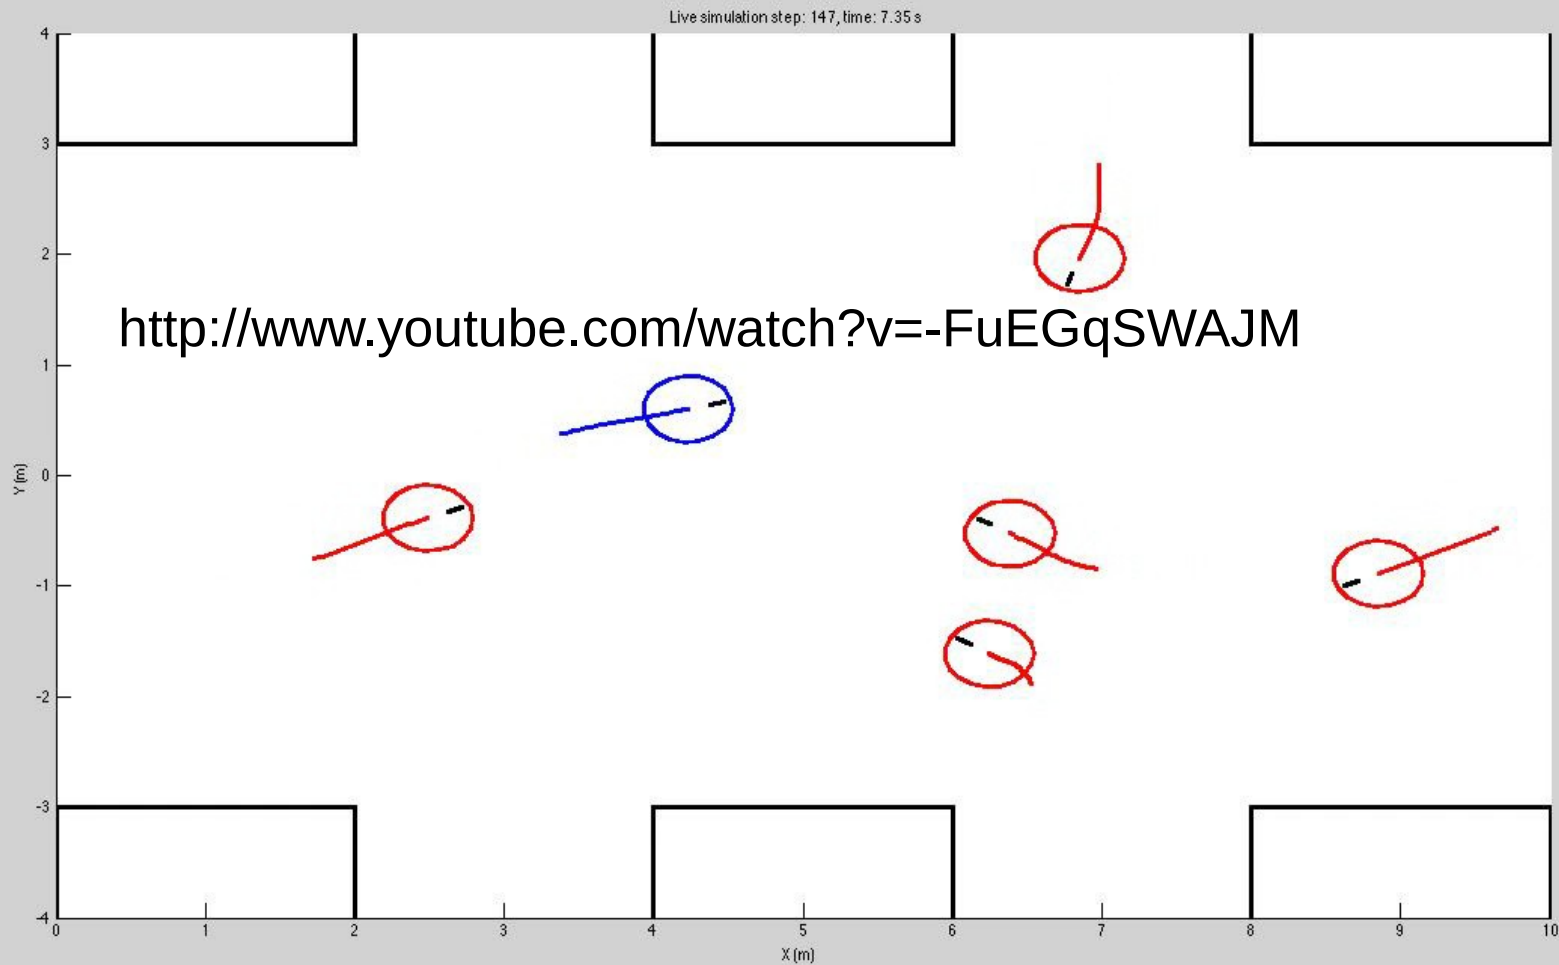 Live simulation step: 147, time: 7.35 s
4
3
2
http://www.youtube.com/watch?v=-FuEGqSWAJM
1
0
Y (m)
-1
-2
-3
-4
0 1 2 3 4 5 6 7 8 9 10
X (m)